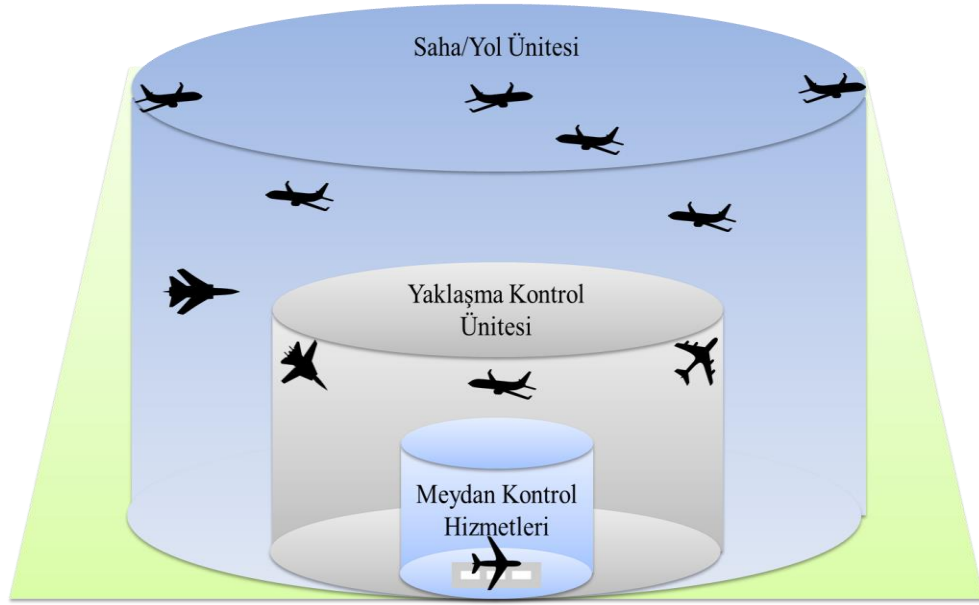 Saha/Yol Ünitesi
Yaklaşma Kontrol
Ünitesi
Meydan Kontrol
Hizmetleri